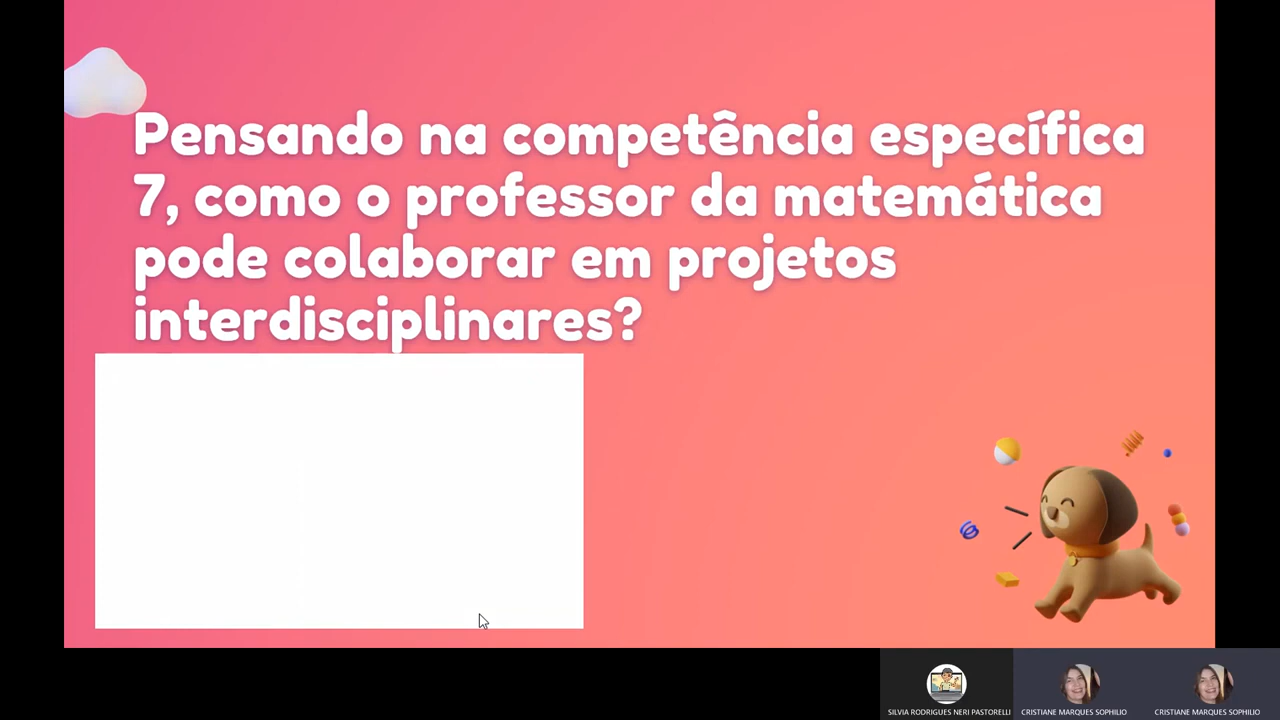 Pensando na competência específica
7, como o professor da matemática
pode colaborar em projetos
interdisciplinares?
SILVIA RODRIGUES NERI PASTORELLI
CRISTIANE MARQUES SOPHILIO
CRISTIANE MARQUES SOPHILIO